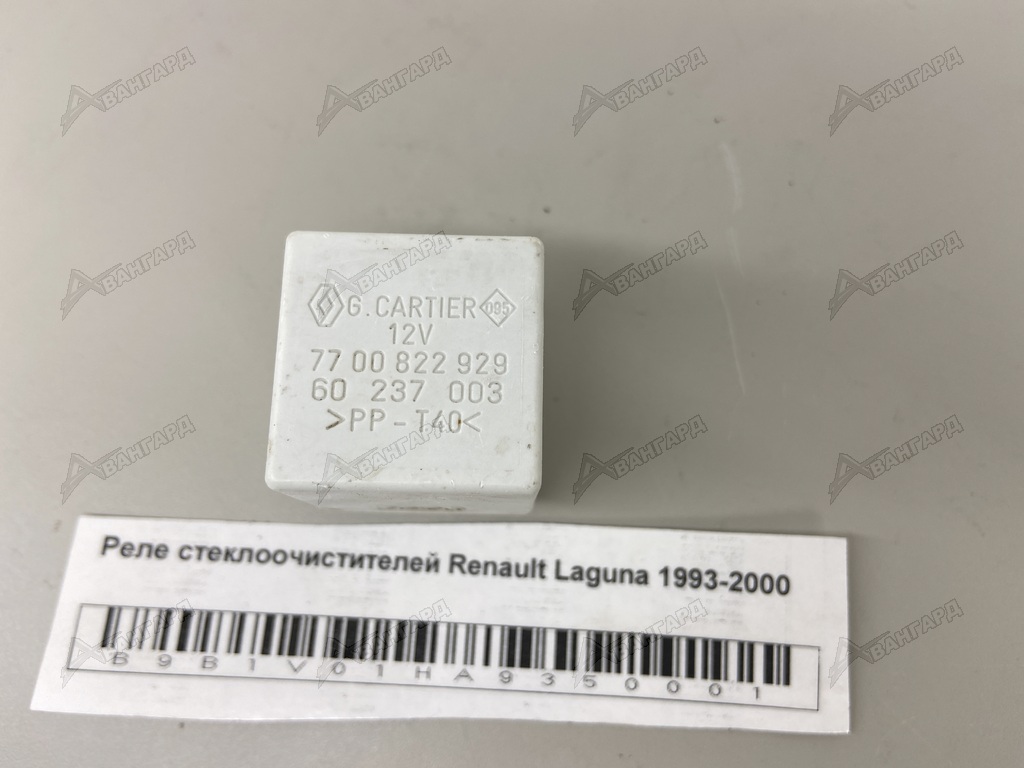 G. CARTIER 095
12V
77 00 822 929
60 237 003
>PP-T40<
Реле стеклоочистителей Renault Laguna 1993-2000
B9B1V01HA9350001
АВАНГАРД